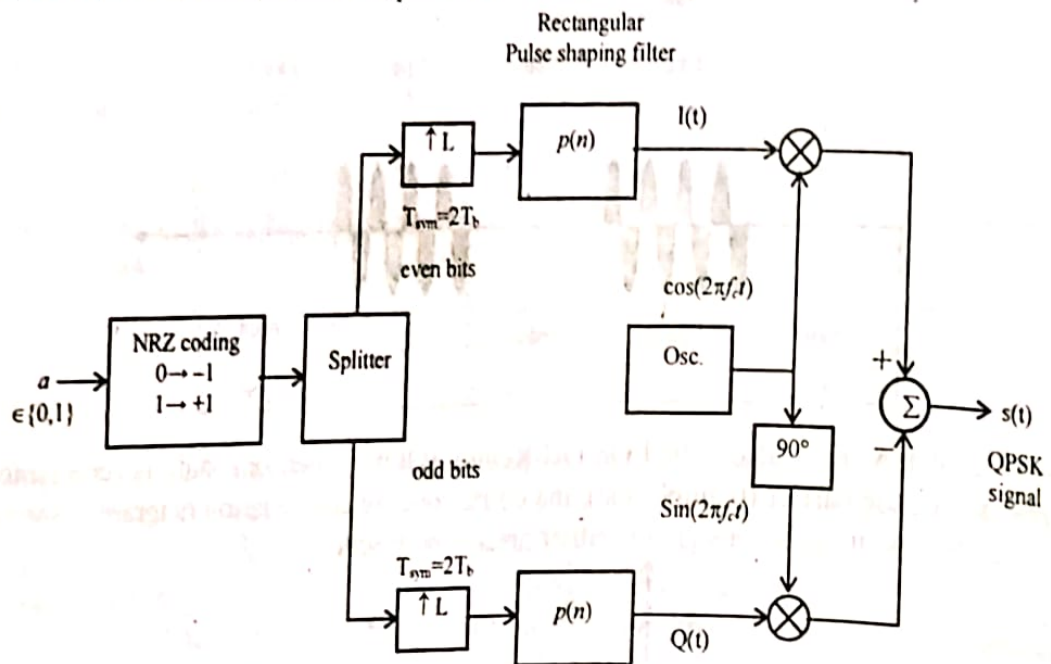 Rectangular
Pulse shaping filter
I(t)
↑ L
p(n)
T_sym=2T_b
even bits
cos(2πf_ct)
NRZ coding
0→ −1
1→ +1
Splitter
Osc.
a
∈{0,1}
+
Σ
s(t)
−
90°
QPSK
signal
odd bits
Sin(2πf_ct)
T_sym=2T_b
↑ L
p(n)
Q(t)